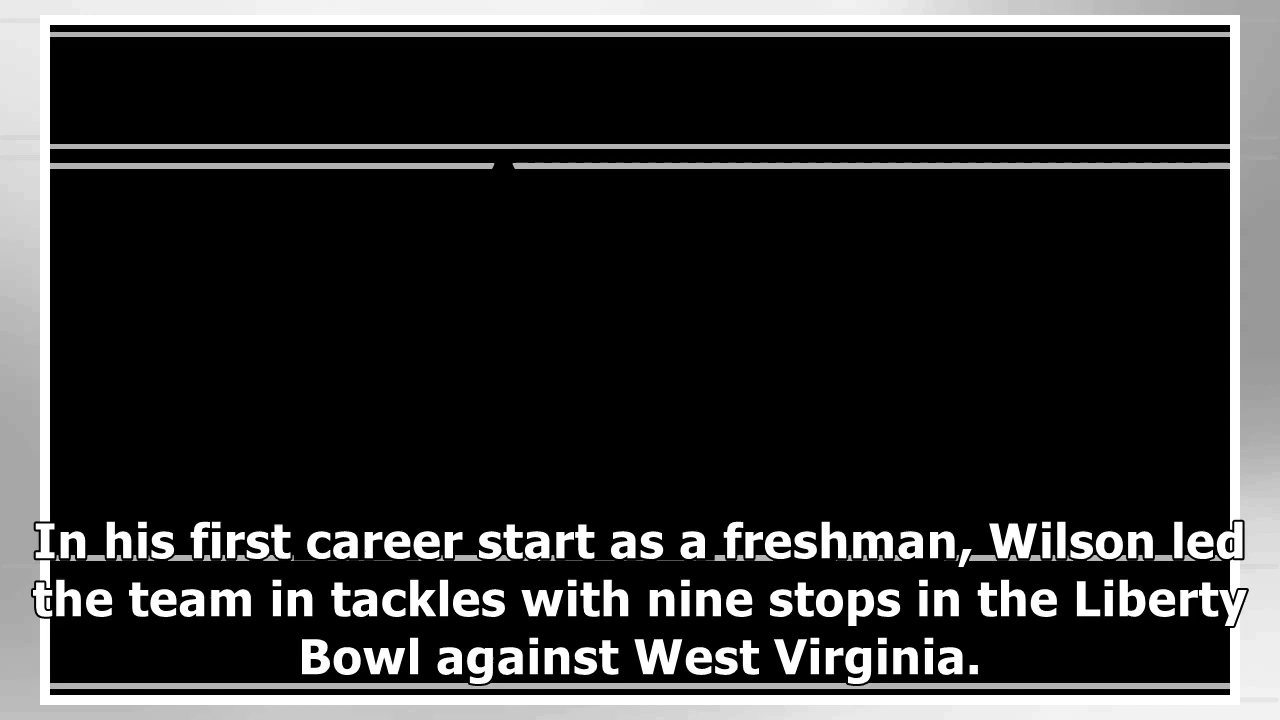 In his first career start as a freshman, Wilson led
the team in tackles with nine stops in the Liberty
Bowl against West Virginia.